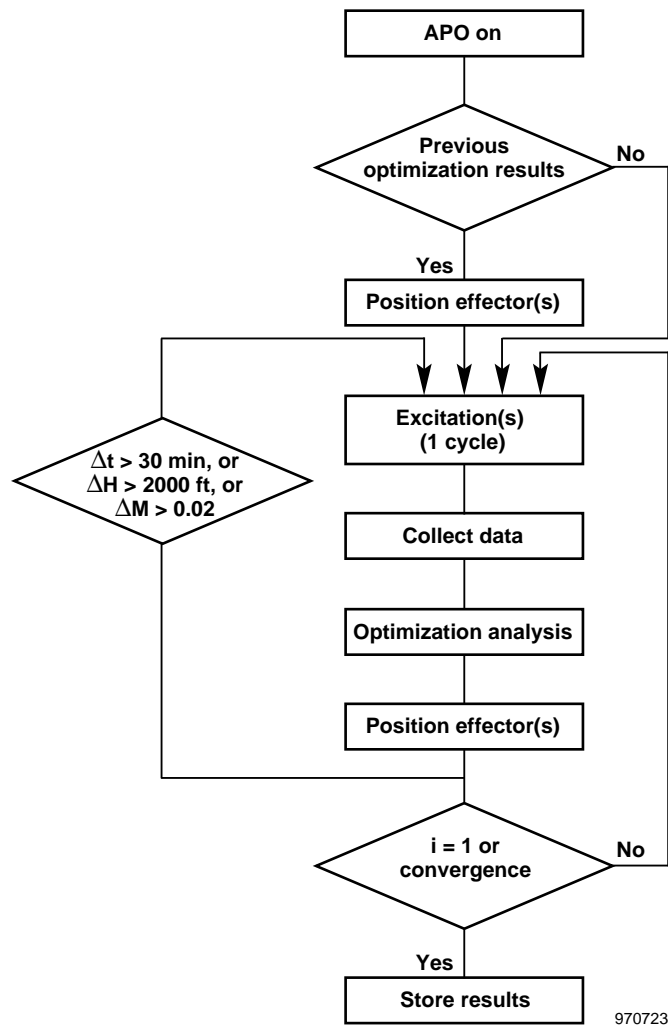 APO on
Previous
optimization results
No
Yes
Position effector(s)
Excitation(s)
(1 cycle)
Δt > 30 min, or
ΔH > 2000 ft, or
ΔM > 0.02
Collect data
Optimization analysis
Position effector(s)
i = 1 or
convergence
No
Yes
Store results
970723